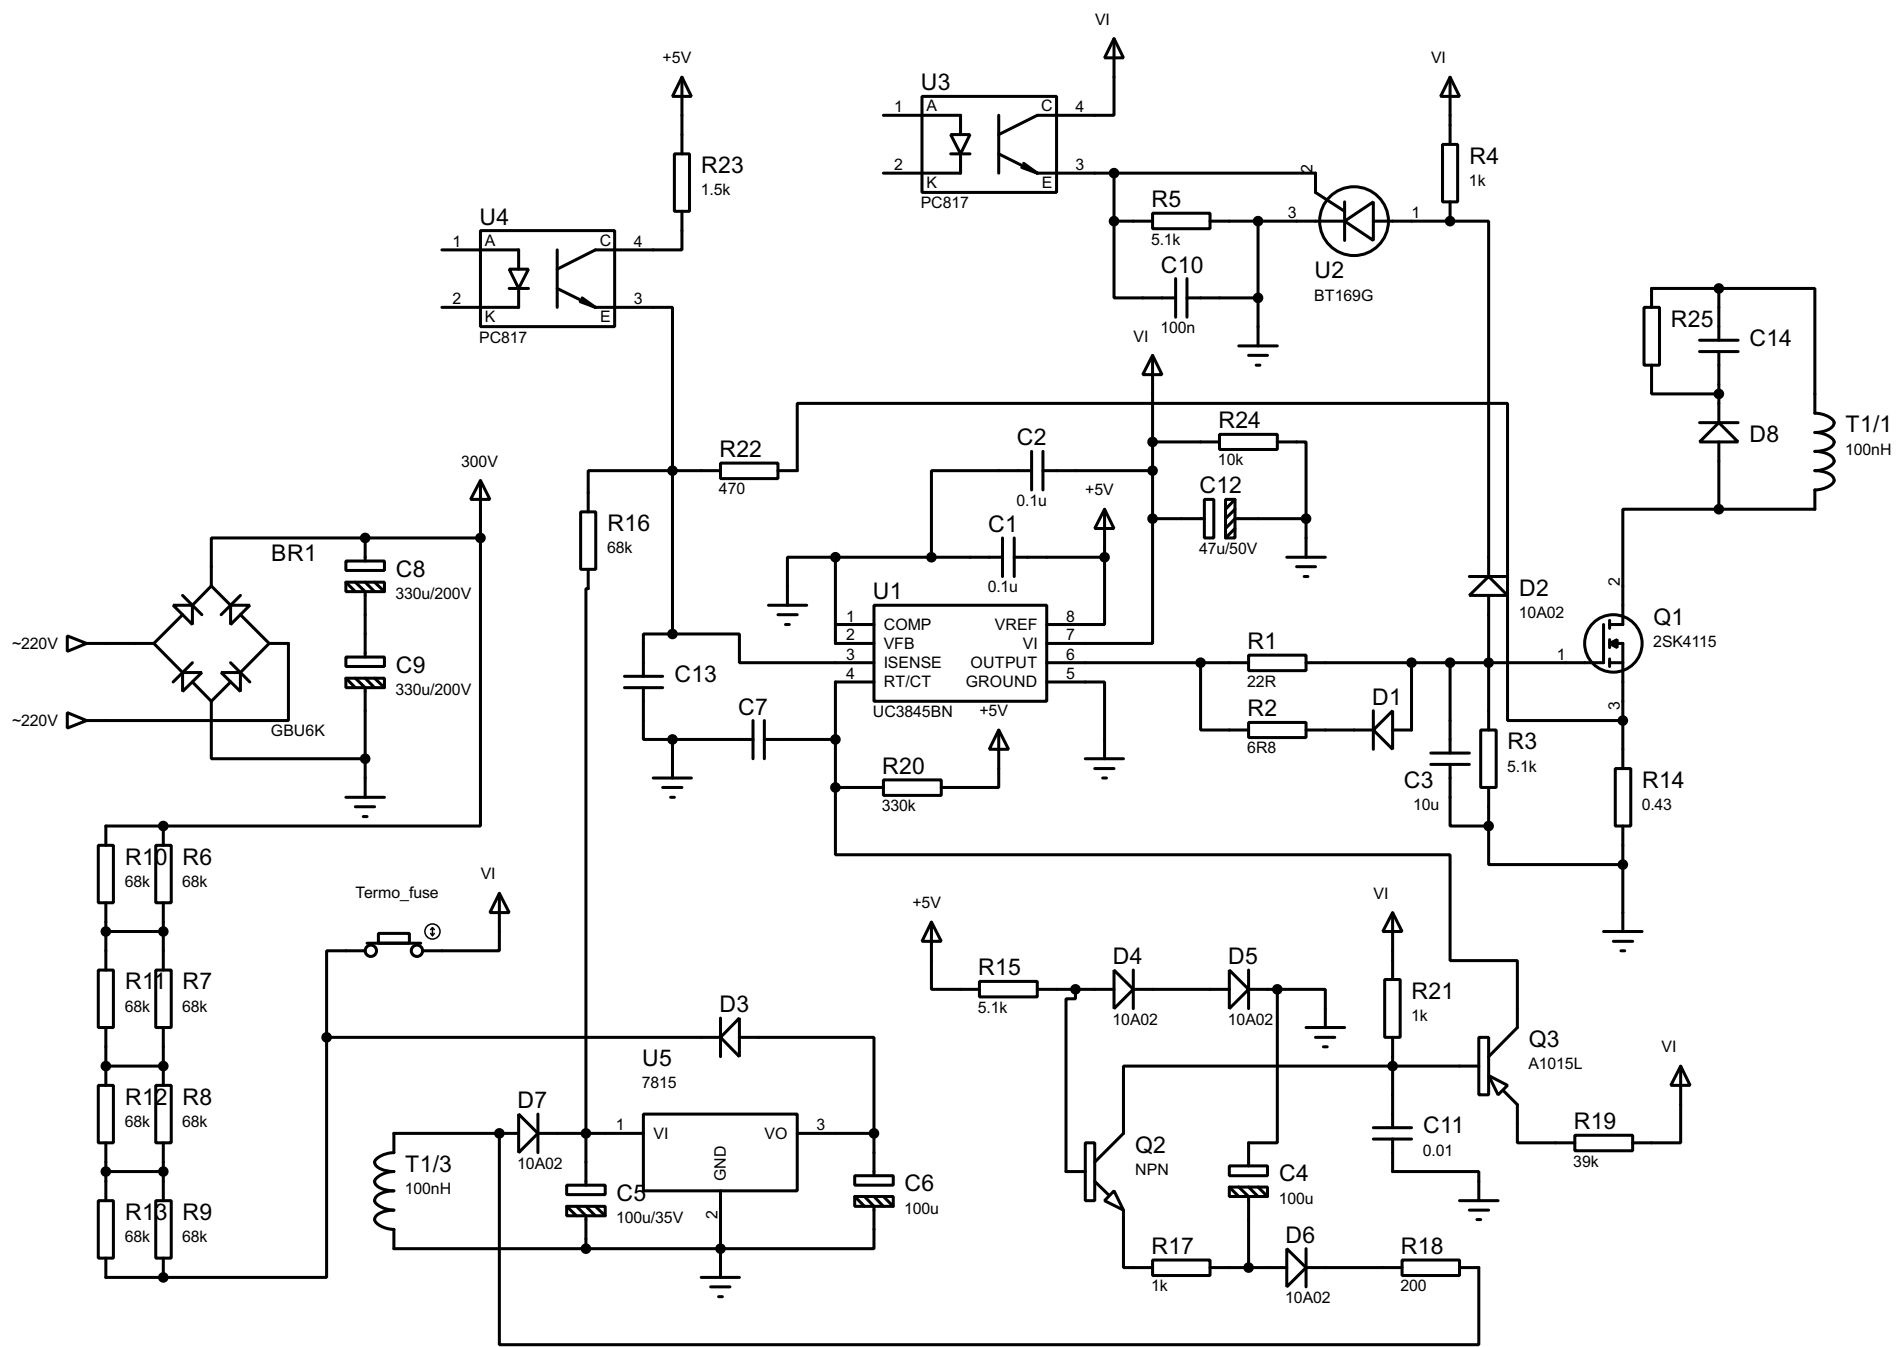 VI
+5V
VI
U3
1
A
C
4
2
K
E
3
PC817
R23
1.5k
R4
1k
U4
1
A
C
4
2
K
E
3
PC817
R5
5.1k
2
3
1
U2
BT169G
C10
100n
VI
R25
C14
D8
T1/1
100nH
300V
R22
470
C2
0.1u
R24
10k
+5V
C12
47u/50V
R16
68k
C1
0.1u
BR1
C8
330u/200V
C9
330u/200V
~220V
~220V
GBU6K
U1
1
COMP
VREF
8
2
VFB
VI
7
3
ISENSE
OUTPUT
6
4
RT/CT
GROUND
5
UC3845BN
+5V
C13
C7
R20
330k
R1
22R
R2
6R8
D1
D2
10A02
2
Q1
2SK4115
1
3
C3
10u
R3
5.1k
R14
0.43
R10
68k
R6
68k
R11
68k
R7
68k
R12
68k
R8
68k
R13
68k
R9
68k
Termo_fuse
VI
+5V
VI
R15
5.1k
D4
10A02
D5
10A02
R21
1k
Q3
A1015L
VI
D3
U5
7815
D7
10A02
1
VI
VO
3
GND
2
T1/3
100nH
C5
100u/35V
C6
100u
Q2
NPN
C4
100u
C11
0.01
R19
39k
R17
1k
D6
10A02
R18
200